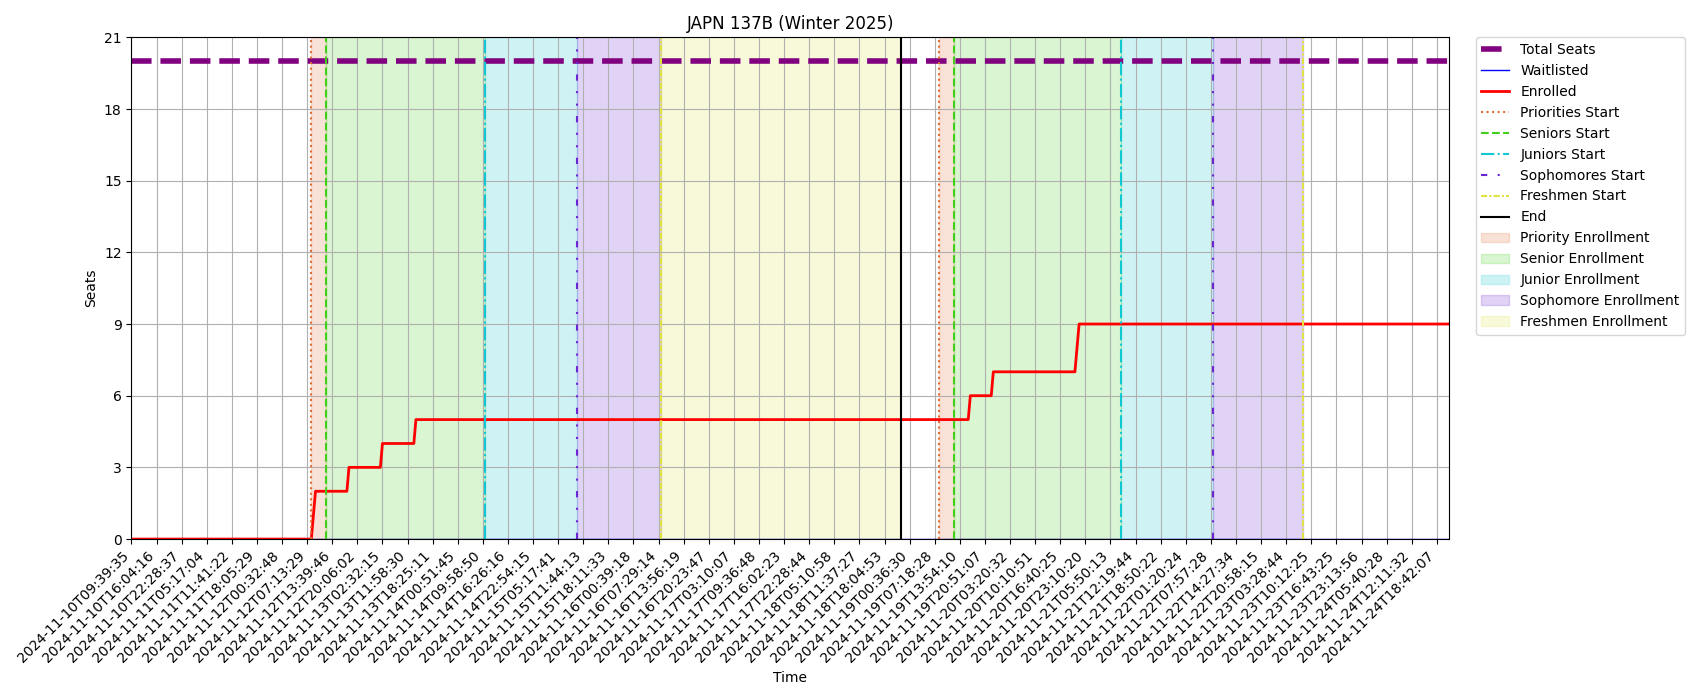 JAPN 137B (Winter 2025)
Seats
21
18
15
12
9
6
3
0
2024-11-10T09:39:35
2024-11-10T16:04:16
2024-11-10T22:28:37
2024-11-11T05:17:04
2024-11-11T11:41:22
2024-11-11T18:05:29
2024-11-12T00:32:48
2024-11-12T07:13:29
2024-11-12T13:39:46
2024-11-12T20:06:02
2024-11-13T02:32:15
2024-11-13T11:58:30
2024-11-13T18:25:11
2024-11-14T00:51:45
2024-11-14T09:58:50
2024-11-14T16:26:16
2024-11-14T22:54:15
2024-11-15T05:17:41
2024-11-15T11:44:13
2024-11-15T18:11:33
2024-11-16T00:39:18
2024-11-16T07:29:14
2024-11-16T13:56:19
2024-11-16T20:23:47
2024-11-17T03:10:07
2024-11-17T09:36:48
2024-11-17T16:02:23
2024-11-17T22:28:44
2024-11-18T05:10:58
2024-11-18T11:37:27
2024-11-18T18:04:53
2024-11-19T00:36:30
2024-11-19T07:18:28
2024-11-19T13:54:10
2024-11-19T20:51:07
2024-11-20T03:20:32
2024-11-20T10:10:51
2024-11-20T16:40:25
2024-11-20T23:10:20
2024-11-21T05:50:13
2024-11-21T12:19:44
2024-11-21T18:50:22
2024-11-22T01:20:24
2024-11-22T07:57:28
2024-11-22T14:27:34
2024-11-22T20:58:15
2024-11-23T03:28:44
2024-11-23T10:12:25
2024-11-23T16:43:25
2024-11-23T23:13:56
2024-11-24T05:40:28
2024-11-24T12:11:32
2024-11-24T18:42:07
Time
Total Seats
Waitlisted
Enrolled
Priorities Start
Seniors Start
Juniors Start
Sophomores Start
Freshmen Start
End
Priority Enrollment
Senior Enrollment
Junior Enrollment
Sophomore Enrollment
Freshmen Enrollment